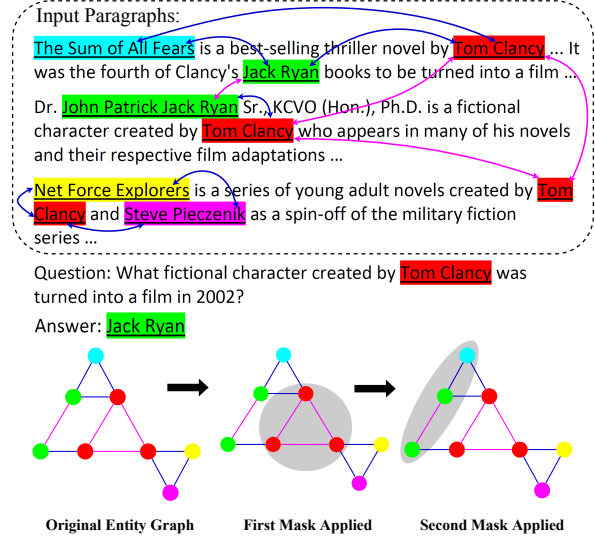 Input Paragraphs:
The Sum of All Fears is a best-selling thriller novel by Tom Clancy ... It
was the fourth of Clancy's Jack Ryan books to be turned into a film ...
Dr. John Patrick Jack Ryan Sr., KCVO (Hon.), Ph.D. is a fictional
character created by Tom Clancy who appears in many of his novels
and their respective film adaptations ...
Net Force Explorers is a series of young adult novels created by Tom
Clancy and Steve Pieczenik as a spin-off of the military fiction
series ...
Question: What fictional character created by Tom Clancy was
turned into a film in 2002?
Answer: Jack Ryan
Original Entity Graph First Mask Applied Second Mask Applied